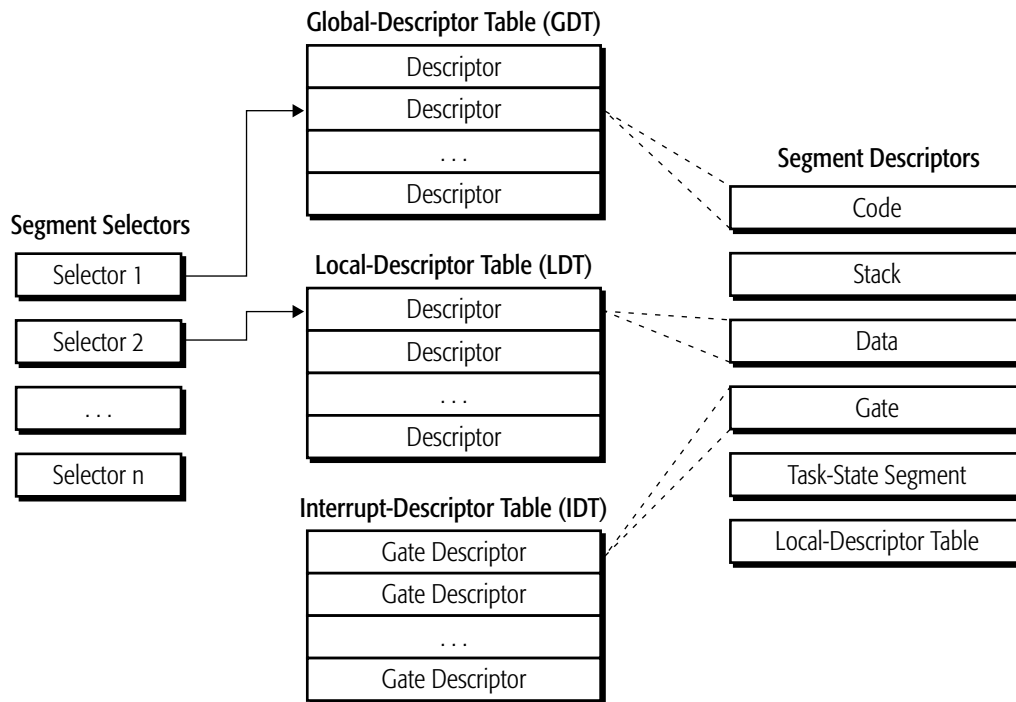 Global-Descriptor Table (GDT)
Descriptor
Descriptor
. . .
Descriptor
Segment Selectors
Selector 1
Selector 2
. . .
Selector n
Local-Descriptor Table (LDT)
Descriptor
Descriptor
. . .
Descriptor
Interrupt-Descriptor Table (IDT)
Gate Descriptor
Gate Descriptor
. . .
Gate Descriptor
Segment Descriptors
Code
Stack
Data
Gate
Task-State Segment
Local-Descriptor Table